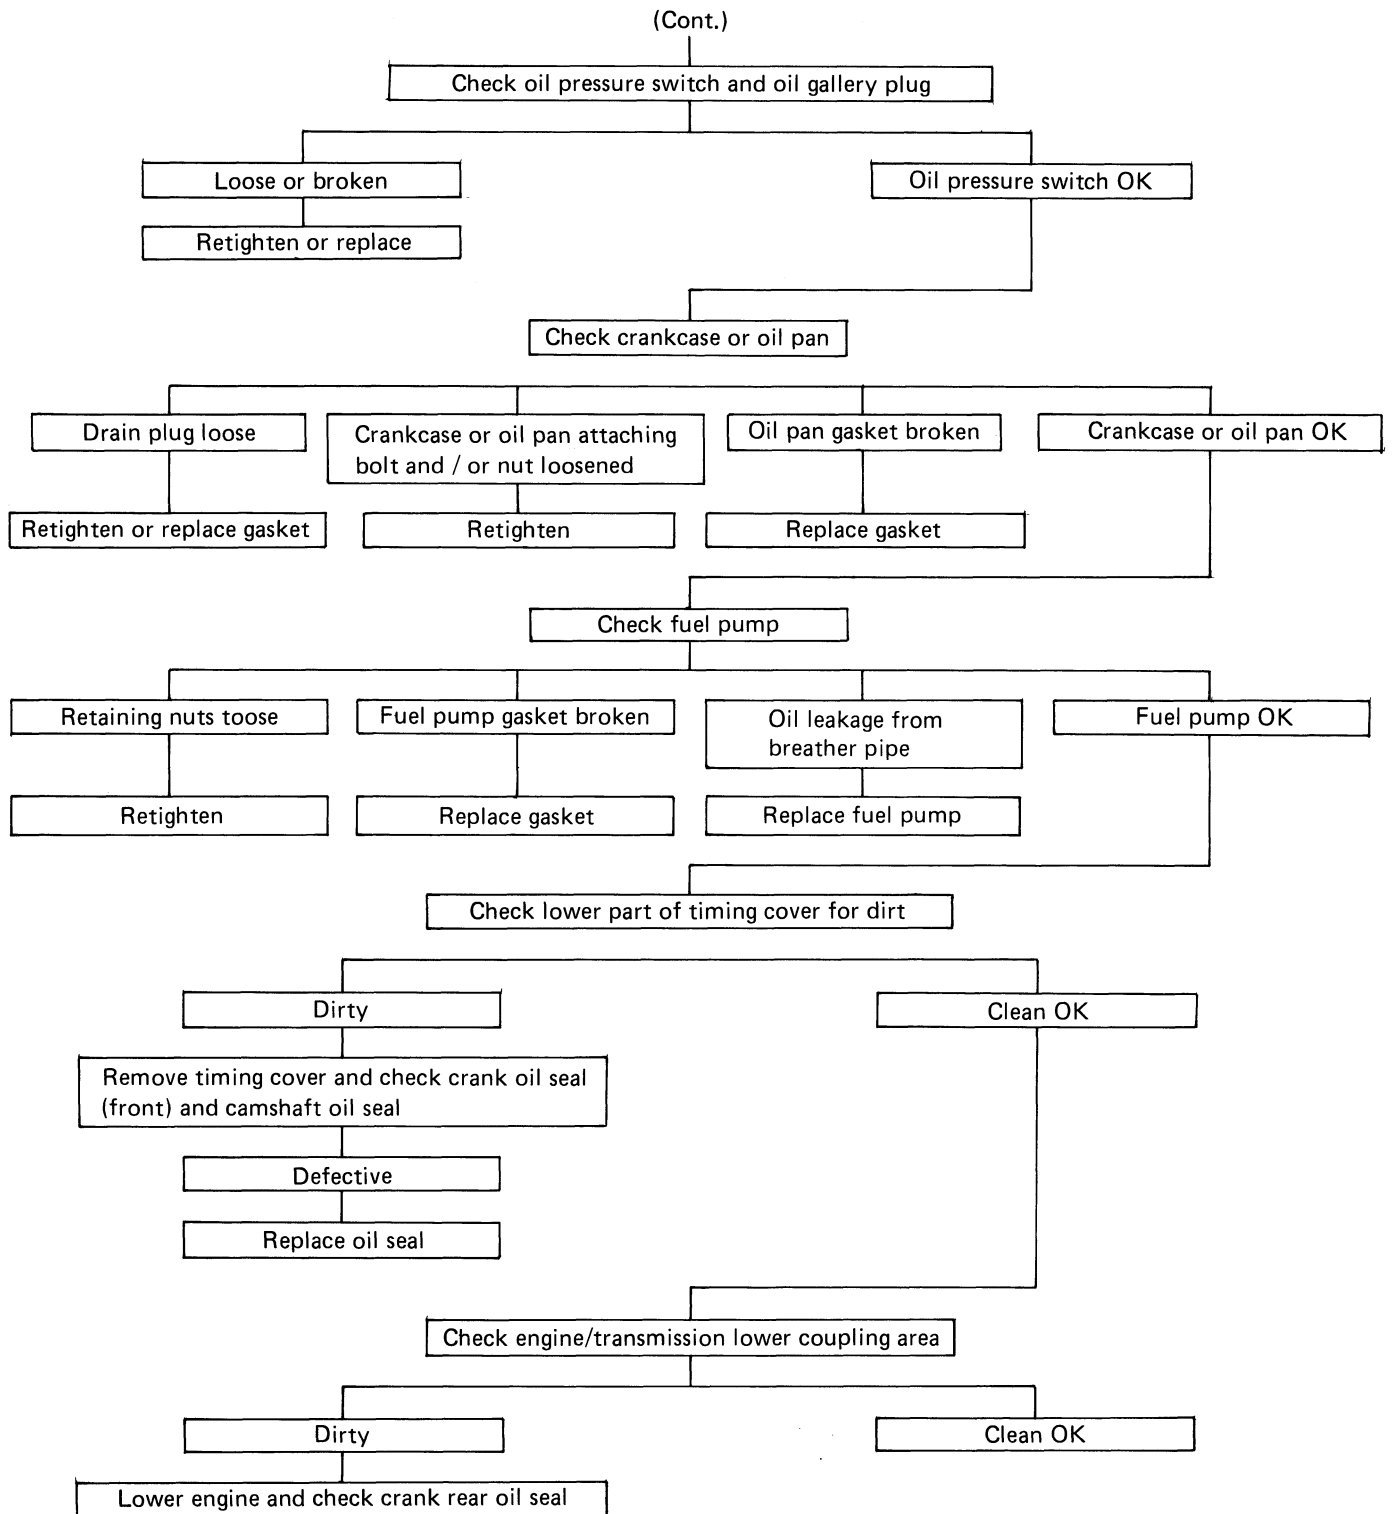 (Cont.)
Check oil pressure switch and oil gallery plug
Loose or broken
Oil pressure switch OK
Retighten or replace
Check crankcase or oil pan
Drain plug loose
Crankcase or oil pan attaching
bolt and / or nut loosened
Oil pan gasket broken
Crankcase or oil pan OK
Retighten or replace gasket
Retighten
Replace gasket
Check fuel pump
Retaining nuts toose
Fuel pump gasket broken
Oil leakage from
breather pipe
Fuel pump OK
Retighten
Replace gasket
Replace fuel pump
Check lower part of timing cover for dirt
Dirty
Clean OK
Remove timing cover and check crank oil seal
(front) and camshaft oil seal
Defective
Replace oil seal
Check engine/transmission lower coupling area
Dirty
Clean OK
Lower engine and check crank rear oil seal